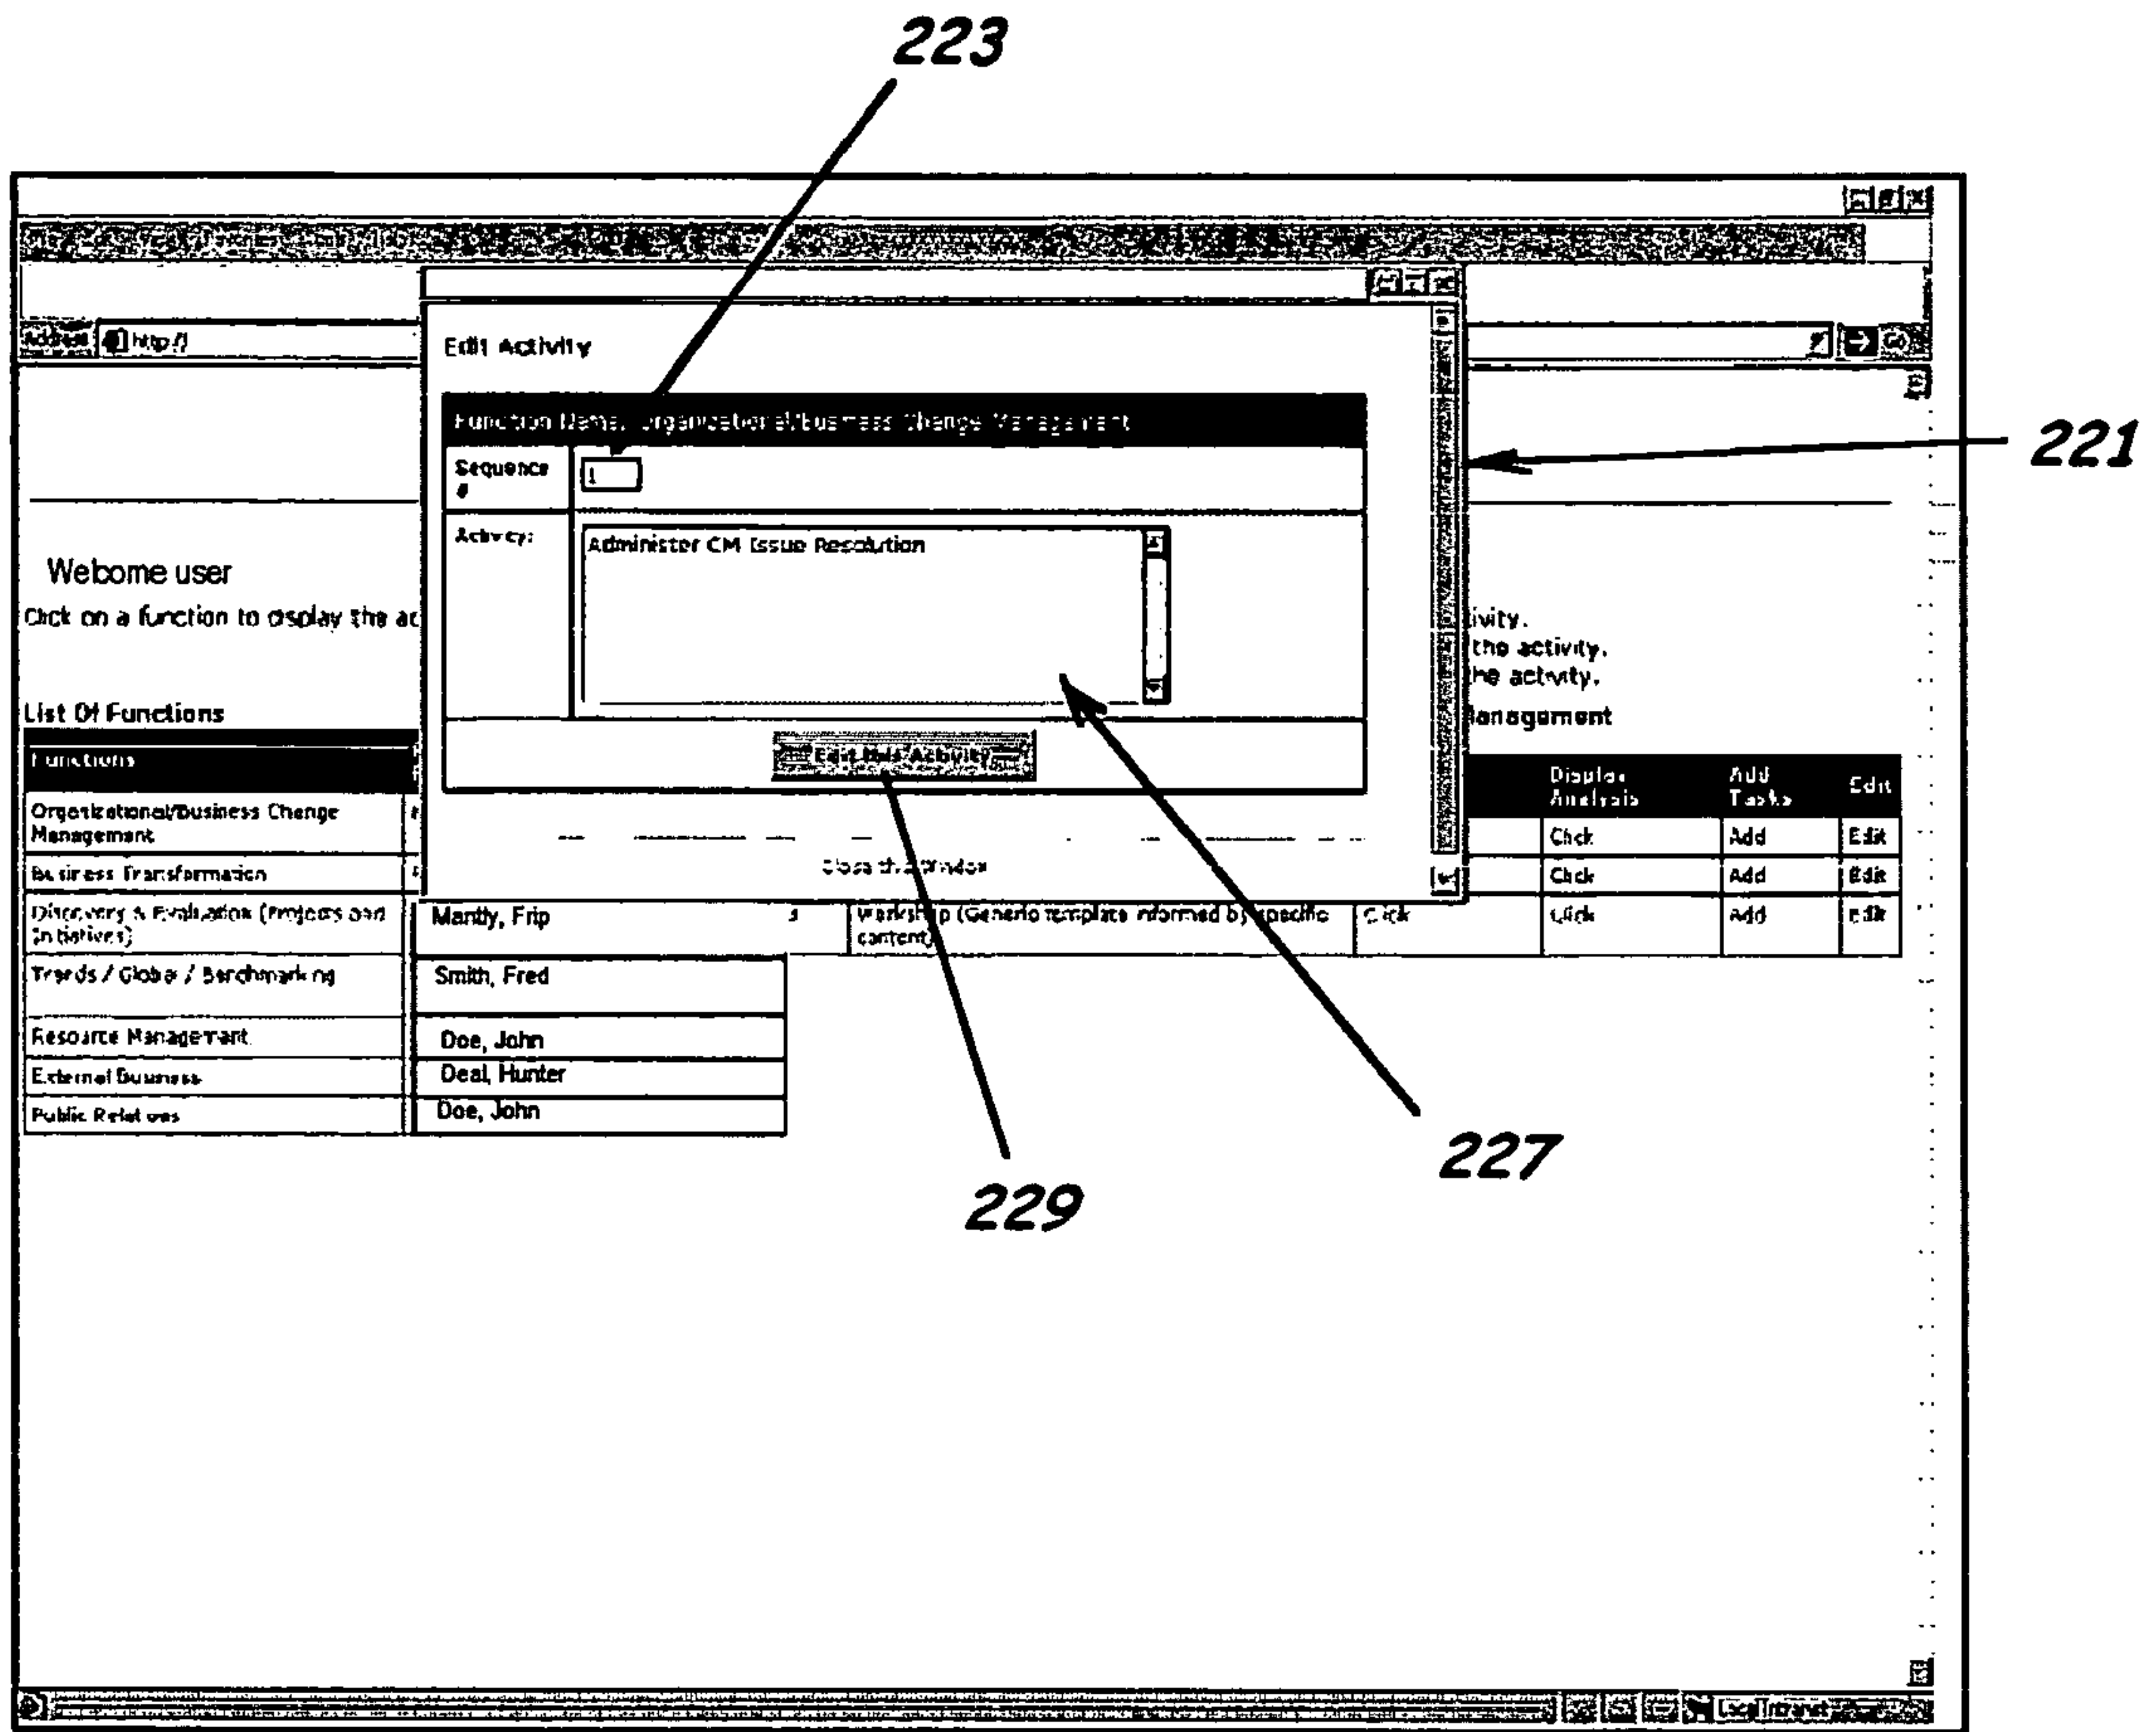 223
Address http://
Edit Activity
Function Name: Organizational/Business Change Management
221
Sequence #
1
Activity:
Administer CM Issue Resolution
Welcome user
Click on a function to display the ac
ivity.
the activity.
he activity.
List Of Functions
anagement
Edit this Activity
Functions
Display Analysis
Add Tasks
Edit
Organizational/Business Change Management
Click
Add
Edit
Close this Window
Business Transformation
Click
Add
Edit
Discovery & Evaluation (Projects and Initiatives)
Mantly, Frip
3
Workshop (Generic template informed by specific content)
Click
Click
Add
Edit
Trends / Global / Benchmarking
Smith, Fred
Resource Management
Doe, John
External Business
Deal, Hunter
Public Relations
Doe, John
227
229
Local intranet